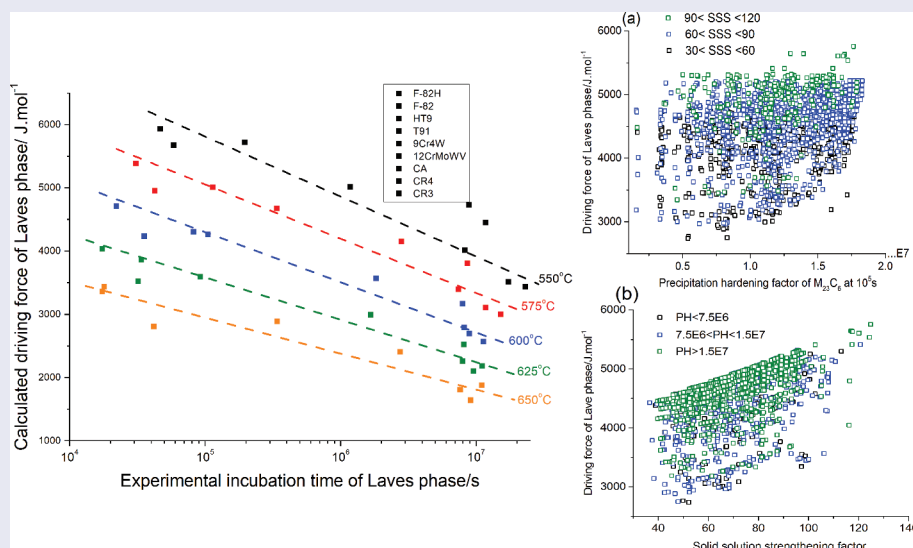 Calculated driving force of Laves phase/ J.mol⁻¹
6000
5000
4000
3000
2000
1000
F-82H
F-82
HT9
T91
9Cr4W
12CrMoWV
CA
CR4
CR3
550°C
575°C
600°C
625°C
650°C
10⁴
10⁵
10⁶
10⁷
Experimental incubation time of Laves phase/s
(a)
90< SSS <120
60< SSS <90
30< SSS <60
Driving force of Laves phase/J.mol⁻¹
6000
5000
4000
3000
0.5
1.0
1.5
2.0
...E7
Precipitation hardening factor of M₂₃C₆ at 10⁵s
(b)
PH<7.5E6
7.5E6<PH<1.5E7
PH>1.5E7
Driving force of Lave phase/J.mol⁻¹
6000
5000
4000
3000
40
60
80
100
120
140
Solid solution strengthening factor